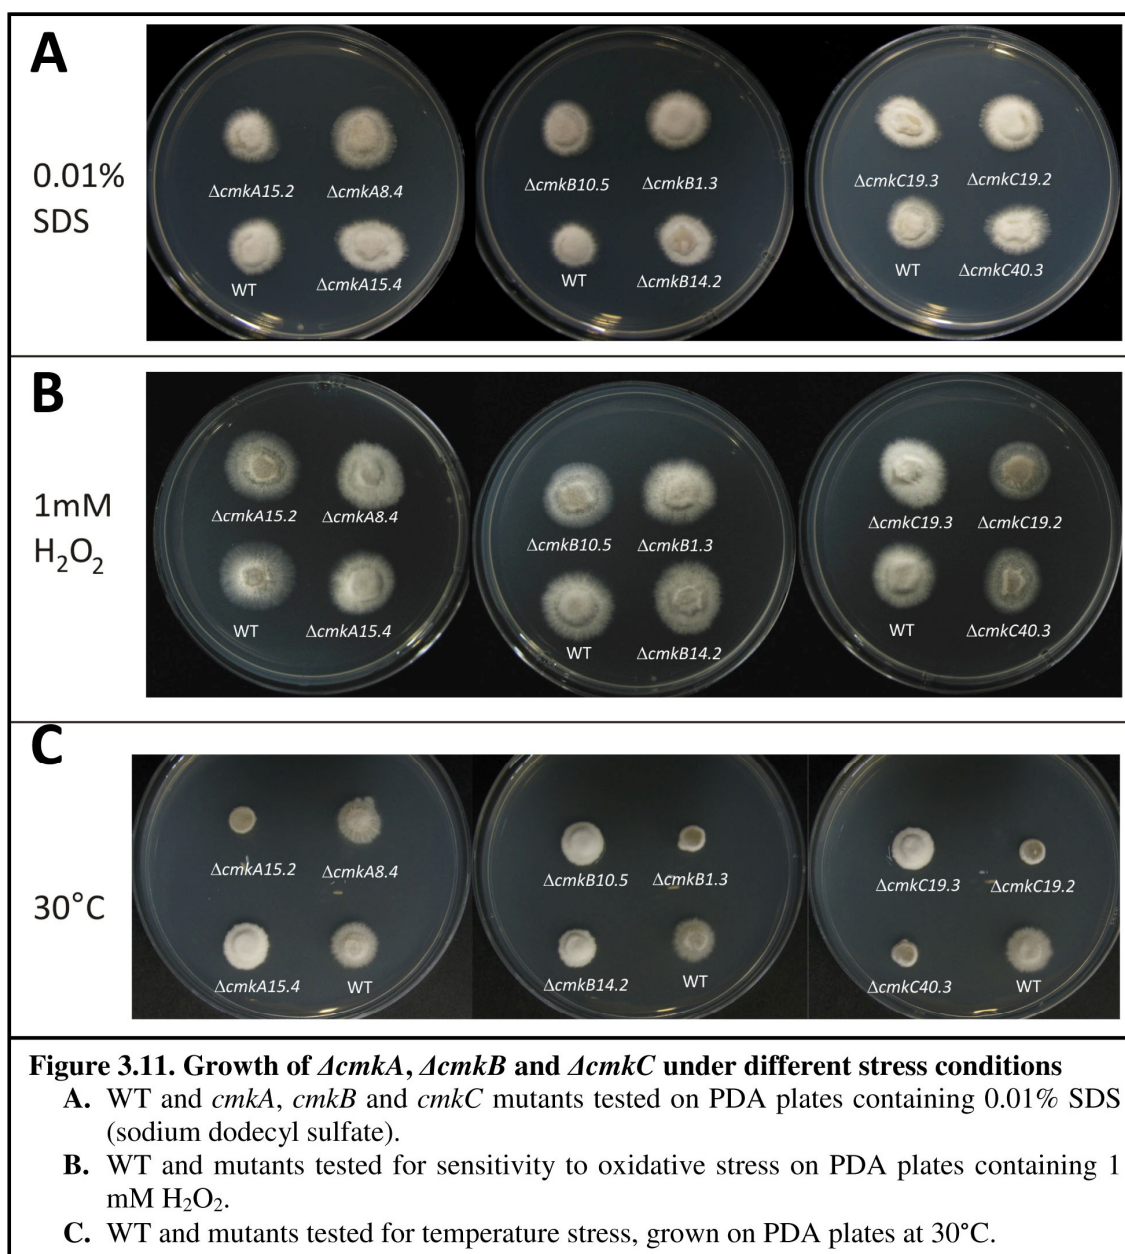 A
0.01%
SDS
ΔcmkA15.2 ΔcmkA8.4
WT ΔcmkA15.4
ΔcmkB10.5 ΔcmkB1.3
WT ΔcmkB14.2
ΔcmkC19.3 ΔcmkC19.2
WT ΔcmkC40.3
B
1mM
H₂O₂
ΔcmkA15.2 ΔcmkA8.4
WT ΔcmkA15.4
ΔcmkB10.5 ΔcmkB1.3
WT ΔcmkB14.2
ΔcmkC19.3 ΔcmkC19.2
WT ΔcmkC40.3
C
30°C
ΔcmkA15.2 ΔcmkA8.4
ΔcmkA15.4 WT
ΔcmkB10.5 ΔcmkB1.3
ΔcmkB14.2 WT
ΔcmkC19.3 ΔcmkC19.2
ΔcmkC40.3 WT
Figure 3.11. Growth of ΔcmkA, ΔcmkB and ΔcmkC under different stress conditions
A. WT and cmkA, cmkB and cmkC mutants tested on PDA plates containing 0.01% SDS
(sodium dodecyl sulfate).
B. WT and mutants tested for sensitivity to oxidative stress on PDA plates containing 1
mM H₂O₂.
C. WT and mutants tested for temperature stress, grown on PDA plates at 30°C.